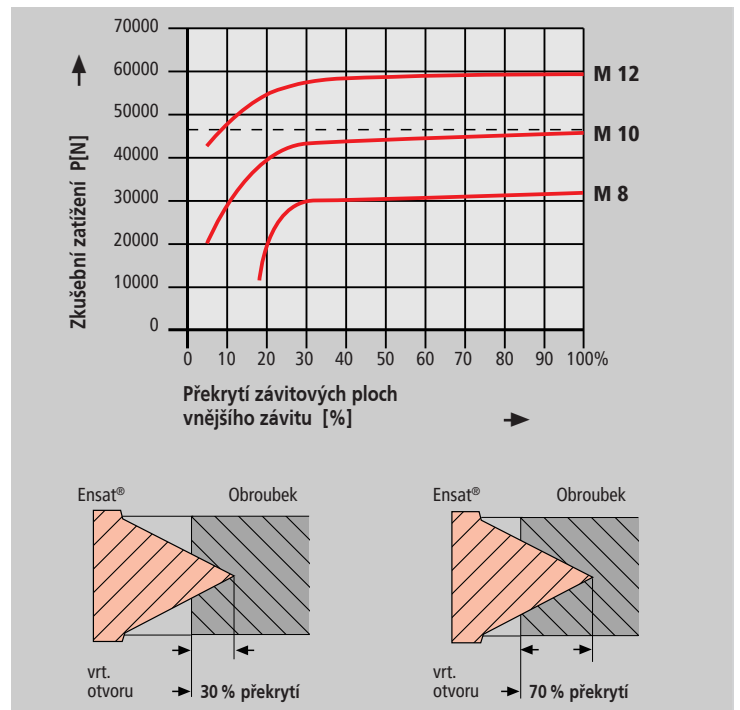 70000
60000
50000
40000
30000
20000
10000
0
Zkušební zatížení P[N]
M 12
M 10
M 8
0 10 20 30 40 50 60 70 80 90 100%
Překrytí závitových ploch
vnějšího závitu [%]
Ensat® Obroubek
vrt.
otvoru 30 % překrytí
Ensat® Obroubek
vrt.
otvoru 70 % překrytí